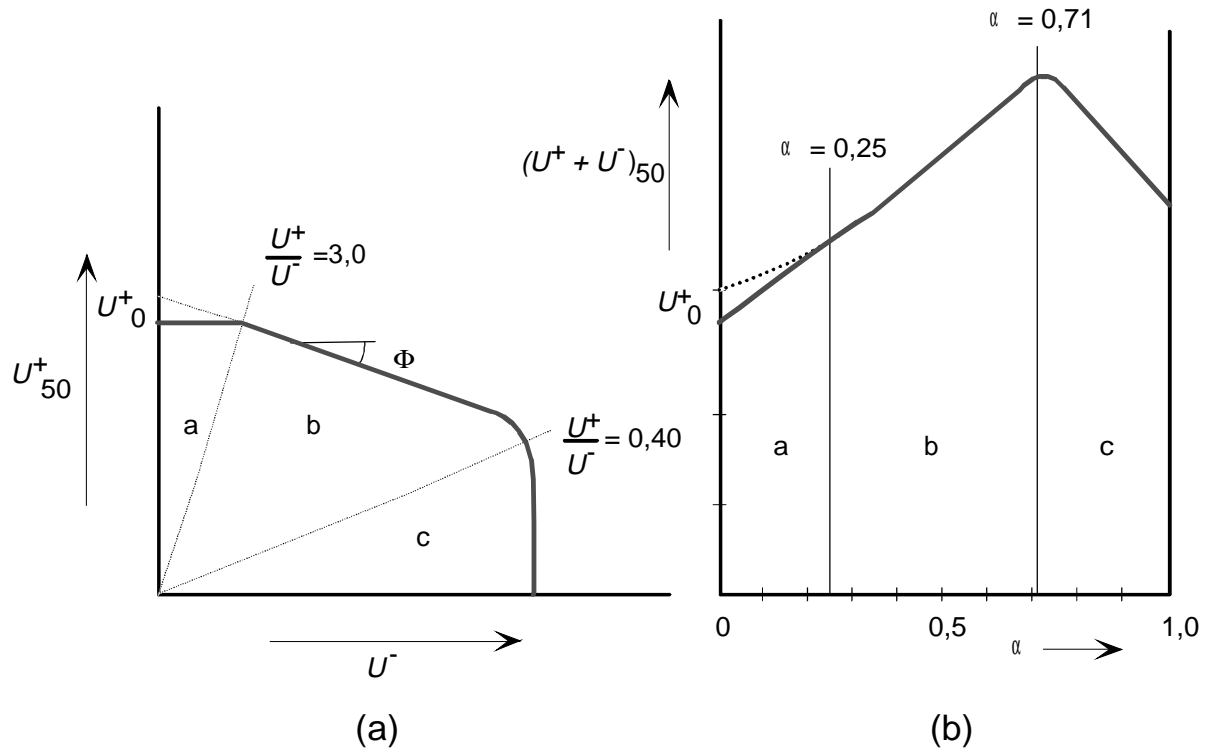 U⁺
U⁻ =3,0
U⁺0
U⁺50
Φ
a
b
U⁺
U⁻ = 0,40
c
U⁻
(a)
α = 0,71
α = 0,25
(U⁺ + U⁻)50
U⁺0
a
b
c
0
0,5
1,0
α
(b)